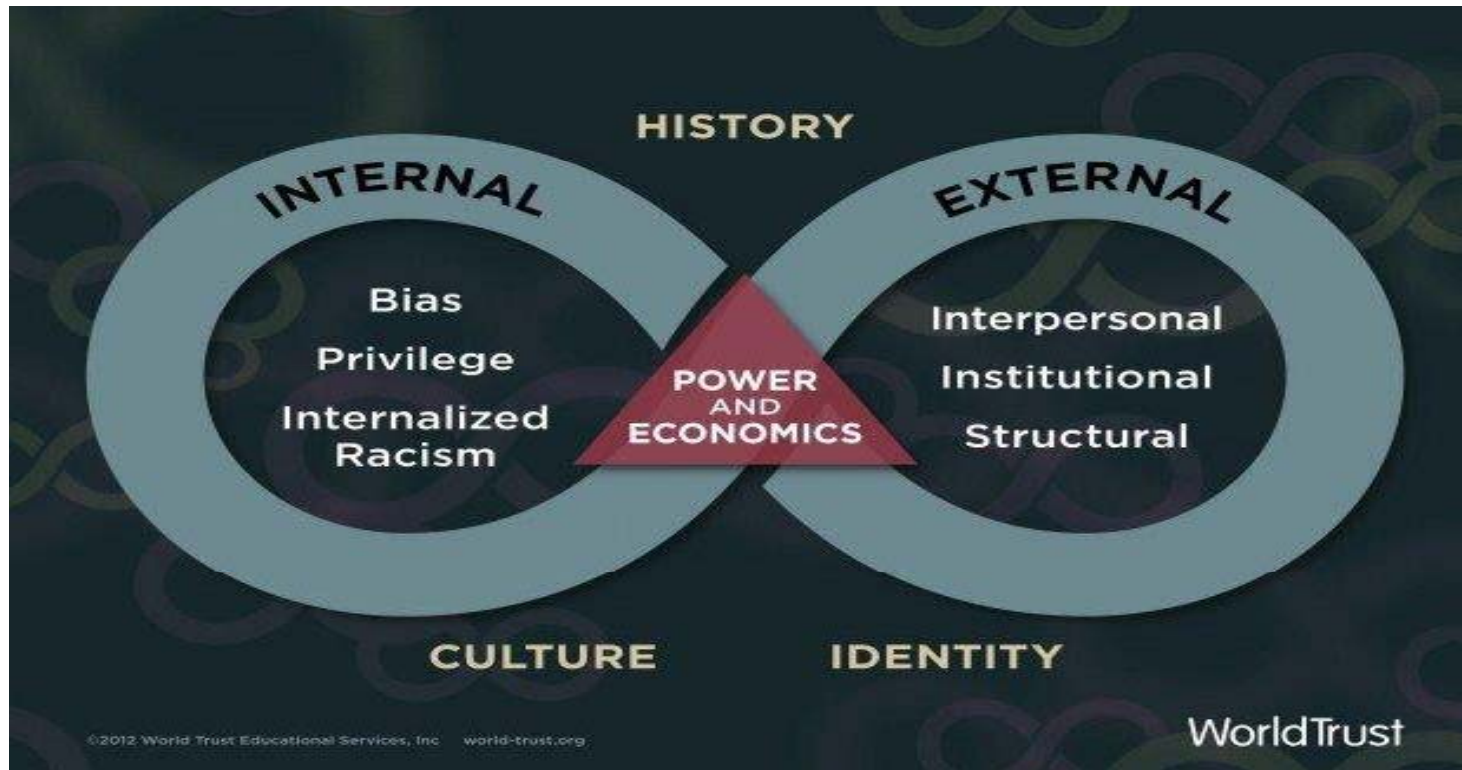 HISTORY
INTERNAL
Bias
Privilege
Internalized
Racism
POWER
AND
ECONOMICS
EXTERNAL
Interpersonal
Institutional
Structural
CULTURE
IDENTITY
©2012 World Trust Educational Services, Inc world-trust.org
WorldTrust